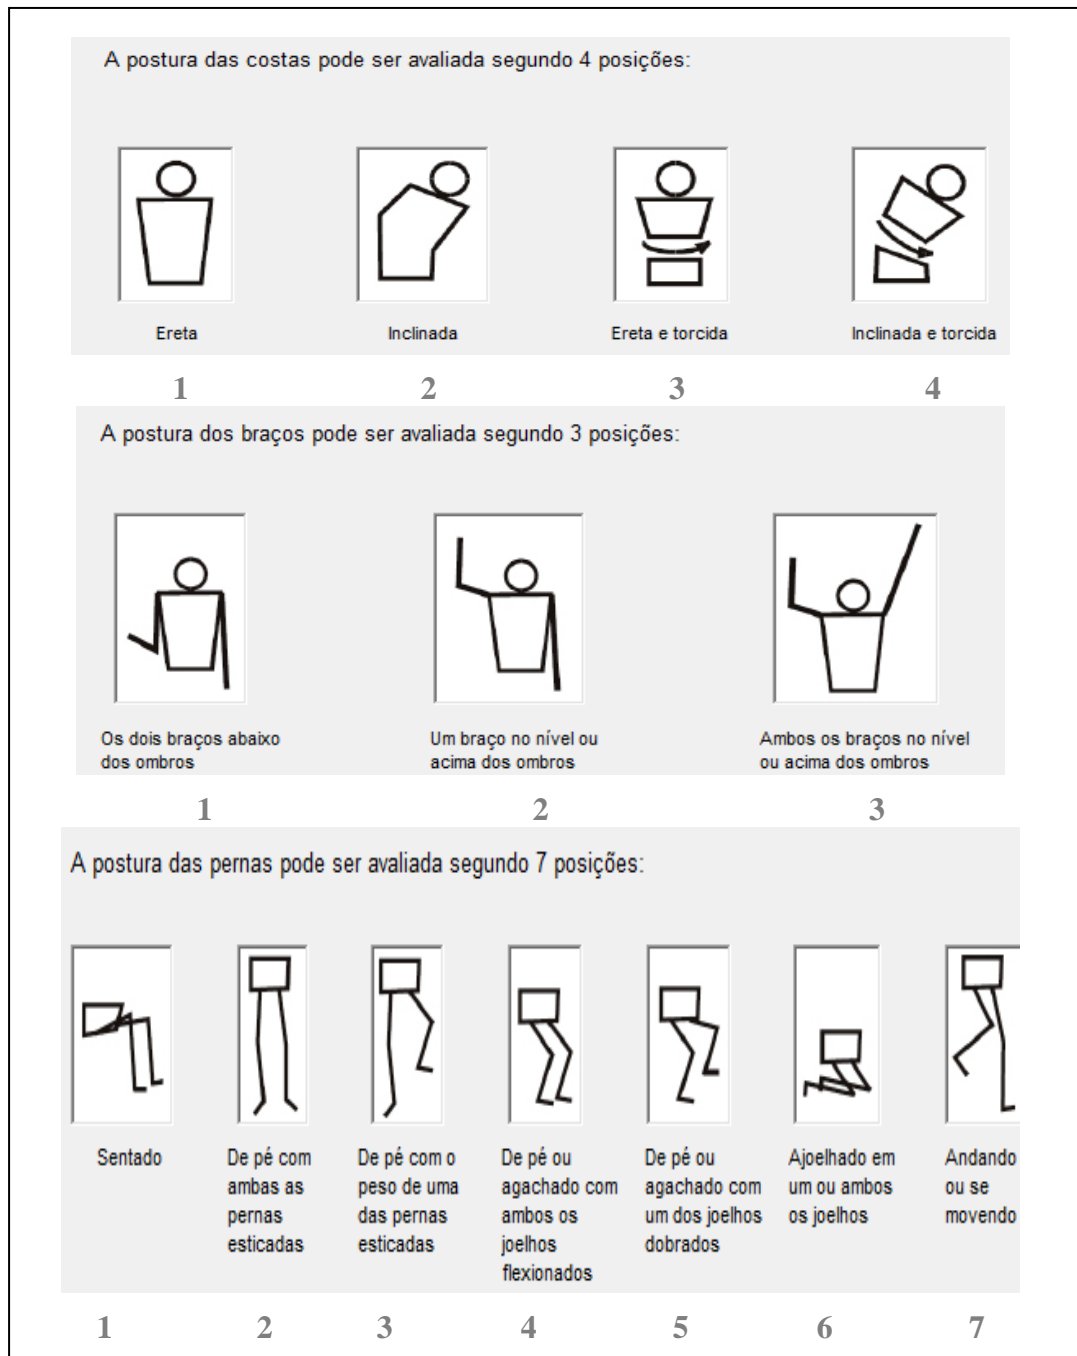 A postura das costas pode ser avaliada segundo 4 posições:
Ereta
Inclinada
Ereta e torcida
Inclinada e torcida
1
2
3
4
A postura dos braços pode ser avaliada segundo 3 posições:
Os dois braços abaixo
dos ombros
Um braço no nível ou
acima dos ombros
Ambos os braços no nível
ou acima dos ombros
1
2
3
A postura das pernas pode ser avaliada segundo 7 posições:
Sentado
De pé com
ambas as
pernas
esticadas
De pé com o
peso de uma
das pernas
esticadas
De pé ou
agachado com
ambos os
joelhos
flexionados
De pé ou
agachado com
um dos joelhos
dobrados
Ajoelhado em
um ou ambos
os joelhos
Andando
ou se
movendo
1
2
3
4
5
6
7